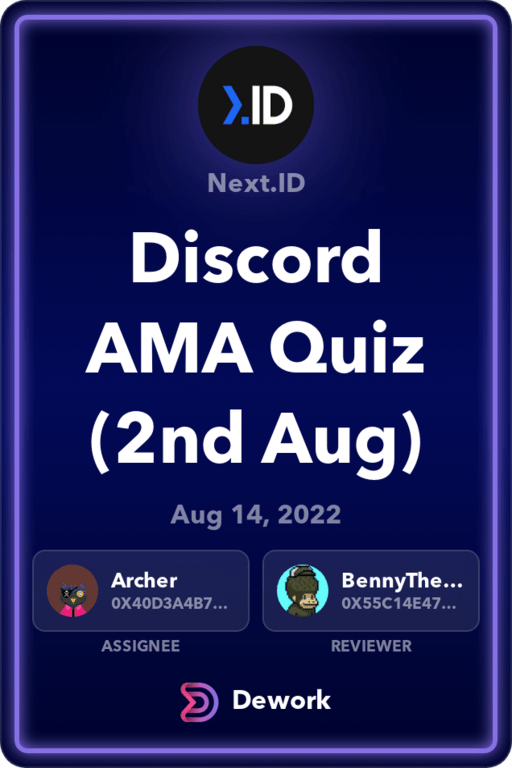 .ID
Next.ID
Discord
AMA Quiz
(2nd Aug)
Aug 14, 2022
Archer
0X40D3A4B7...
BennyThe...
0X55C14E47...
ASSIGNEE
REVIEWER
Dework